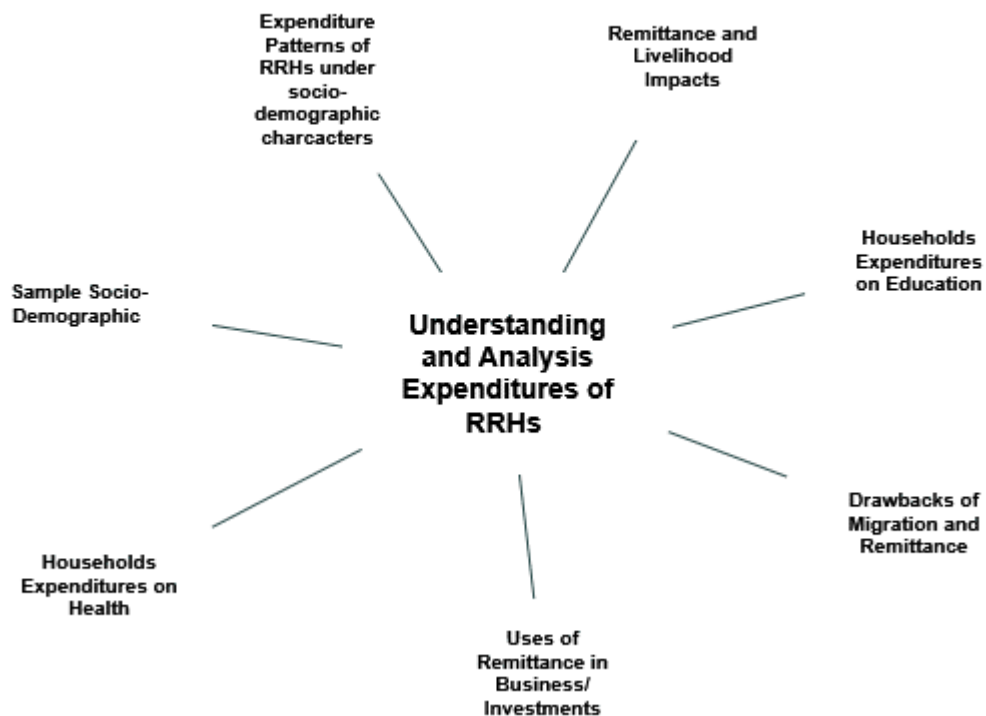 Expenditure
Patterns of
RRHs under
socio-
demographic
charcacters
Remittance and
Livelihood
Impacts
Households
Expenditures
on Education
Sample Socio-
Demographic
Understanding
and Analysis
Expenditures of
RRHs
Drawbacks of
Migration and
Remittance
Households
Expenditures on
Health
Uses of
Remittance in
Business/
Investments